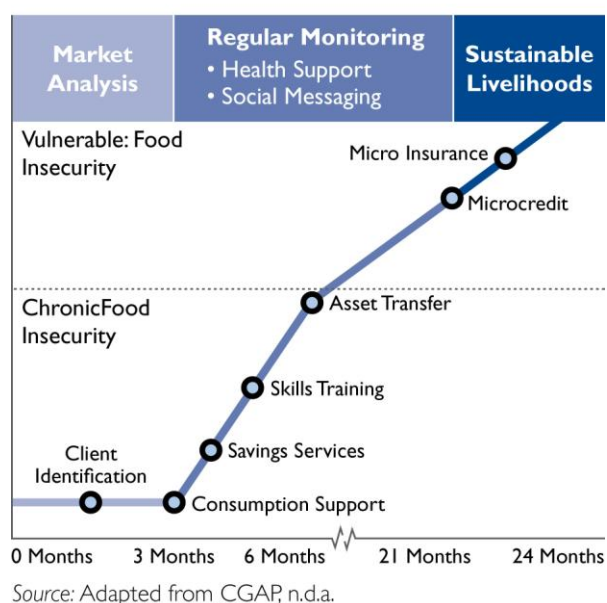 Market
Analysis
Regular Monitoring
• Health Support
• Social Messaging
Sustainable
Livelihoods
Vulnerable: Food
Insecurity
Micro Insurance
Microcredit
ChronicFood
Insecurity
Asset Transfer
Skills Training
Client
Identification
Savings Services
Consumption Support
0 Months
3 Months
6 Months
21 Months
24 Months
Source: Adapted from CGAP, n.d.a.